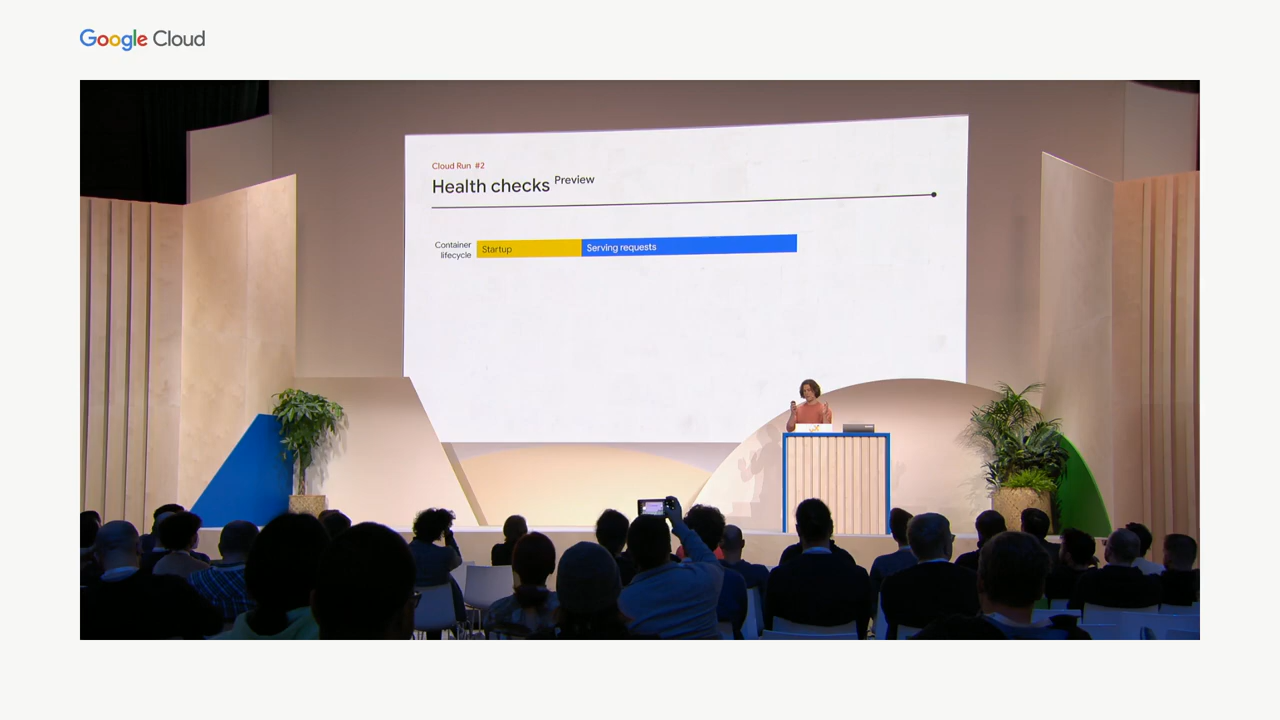 Google Cloud
Cloud Run #2
Health checks Preview
Container
lifecycle
Startup
Serving requests